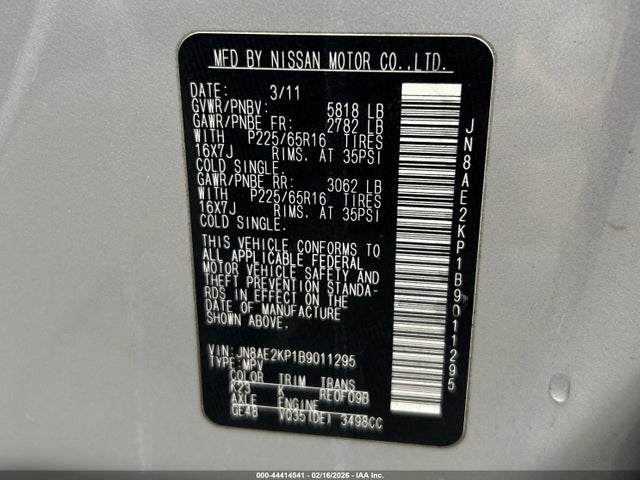 MFD BY NISSAN MOTOR CO.,LTD.
DATE: 3/11
GVWR/PNBV: 5818 LB
GAWR/PNBE FR: 2782 LB
WITH P225/65R16 TIRES
16X7J RIMS. AT 35PSI
COLD SINGLE.
GAWR/PNBE RR: 3062 LB
WITH P225/65R16 TIRES
16X7J RIMS. AT 35PSI
COLD SINGLE.
THIS VEHICLE CONFORMS TO
ALL APPLICABLE FEDERAL
MOTOR VEHICLE SAFETY AND
THEFT PREVENTION STANDA-
RDS IN EFFECT ON THE
DATE OF MANUFACTURE
SHOWN ABOVE.
VIN: JN8AE2KP1B9011295
TYPE: MPV
COLOR TRIM TRANS
K23 K RE0F09B
AXLE ENGINE
GE48 VQ35(DE) 3498CC
JN8AE2KP1B9011295
000-44414541 - 02/16/2026 - IAAI.com